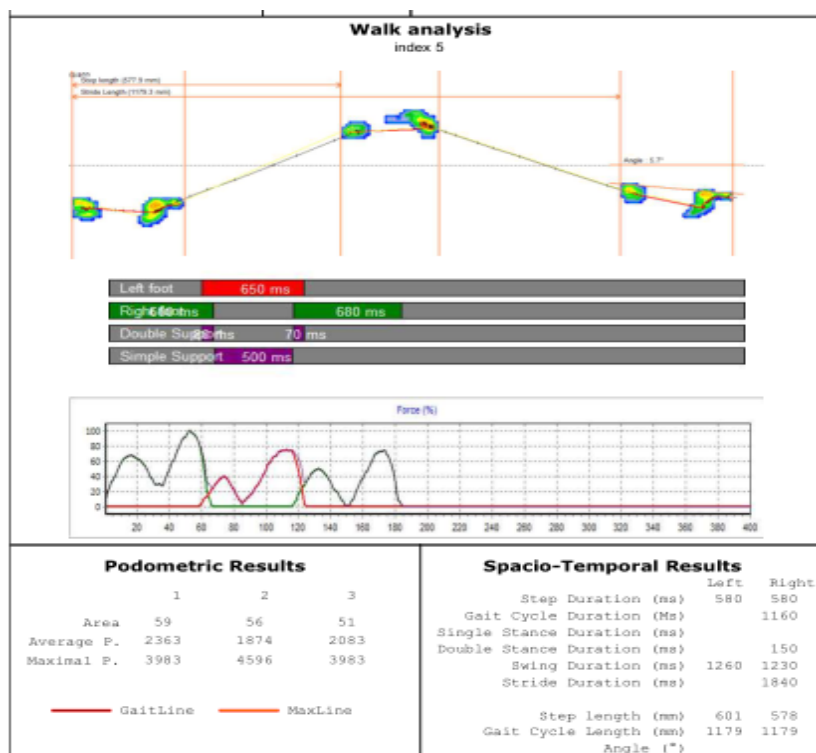 Walk analysis
index 5
Step length (577.9 mm)
Stride Length (1179.3 mm)
Angle : 5.7°
Left foot 650 ms
680 ms
Double Support ms 70 ms
Simple Support 500 ms
Force (%)
100
80
60
40
20
0
20 40 60 80 100 120 140 160 180 200 220 240 260 280 300 320 340 360 380 400
Podometric Results
1 2 3
Area 59 56 51
Average P. 2363 1874 2083
Maximal P. 3983 4596 3983
GaitLine MaxLine
Spacio-Temporal Results
Left Right
Step Duration (ms) 580 580
Gait Cycle Duration (Ms) 1160
Single Stance Duration (ms)
Double Stance Duration (ms) 150
Swing Duration (ms) 1260 1230
Stride Duration (ms) 1840
Step length (mm) 601 578
Gait Cycle Length (mm) 1179 1179
Angle (°)